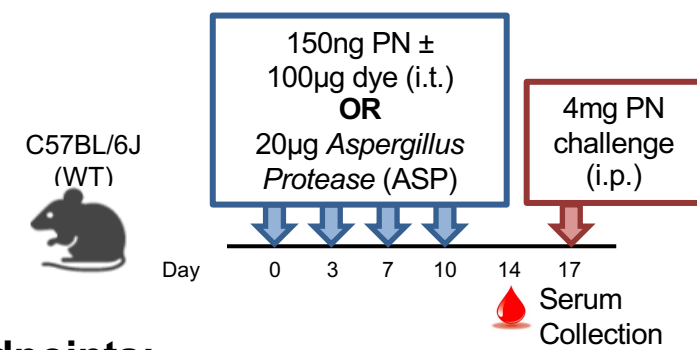 150ng PN ±
100µg dye (i.t.)
OR
20µg Aspergillus
Protease (ASP)
4mg PN
challenge
(i.p.)
C57BL/6J
(WT)
Day 0 3 7 10 14 17
Serum
Collection